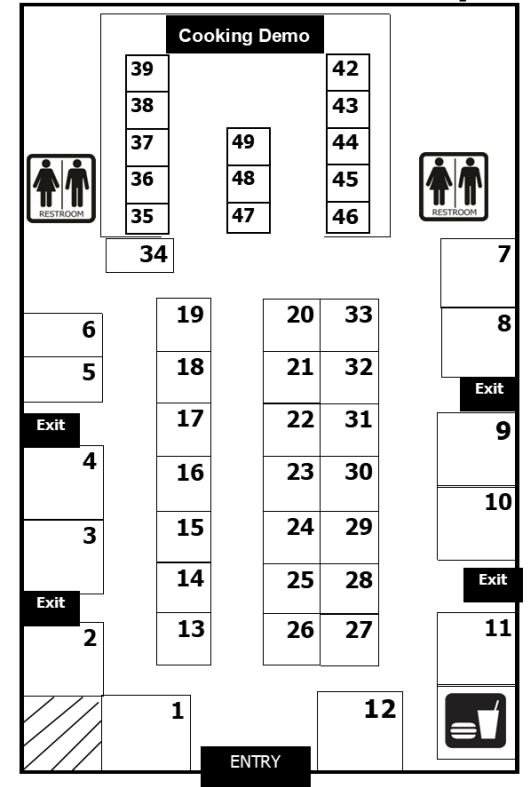 Cooking Demo
39 42
38 43
37 49 44
36 48 45
35 47 46
RESTROOM RESTROOM
34 7
6 19 20 33 8
5 18 21 32
Exit
Exit 17 22 31 9
4 16 23 30
10
3 15 24 29
Exit 14 25 28 Exit
2 13 26 27 11
1 12
ENTRY